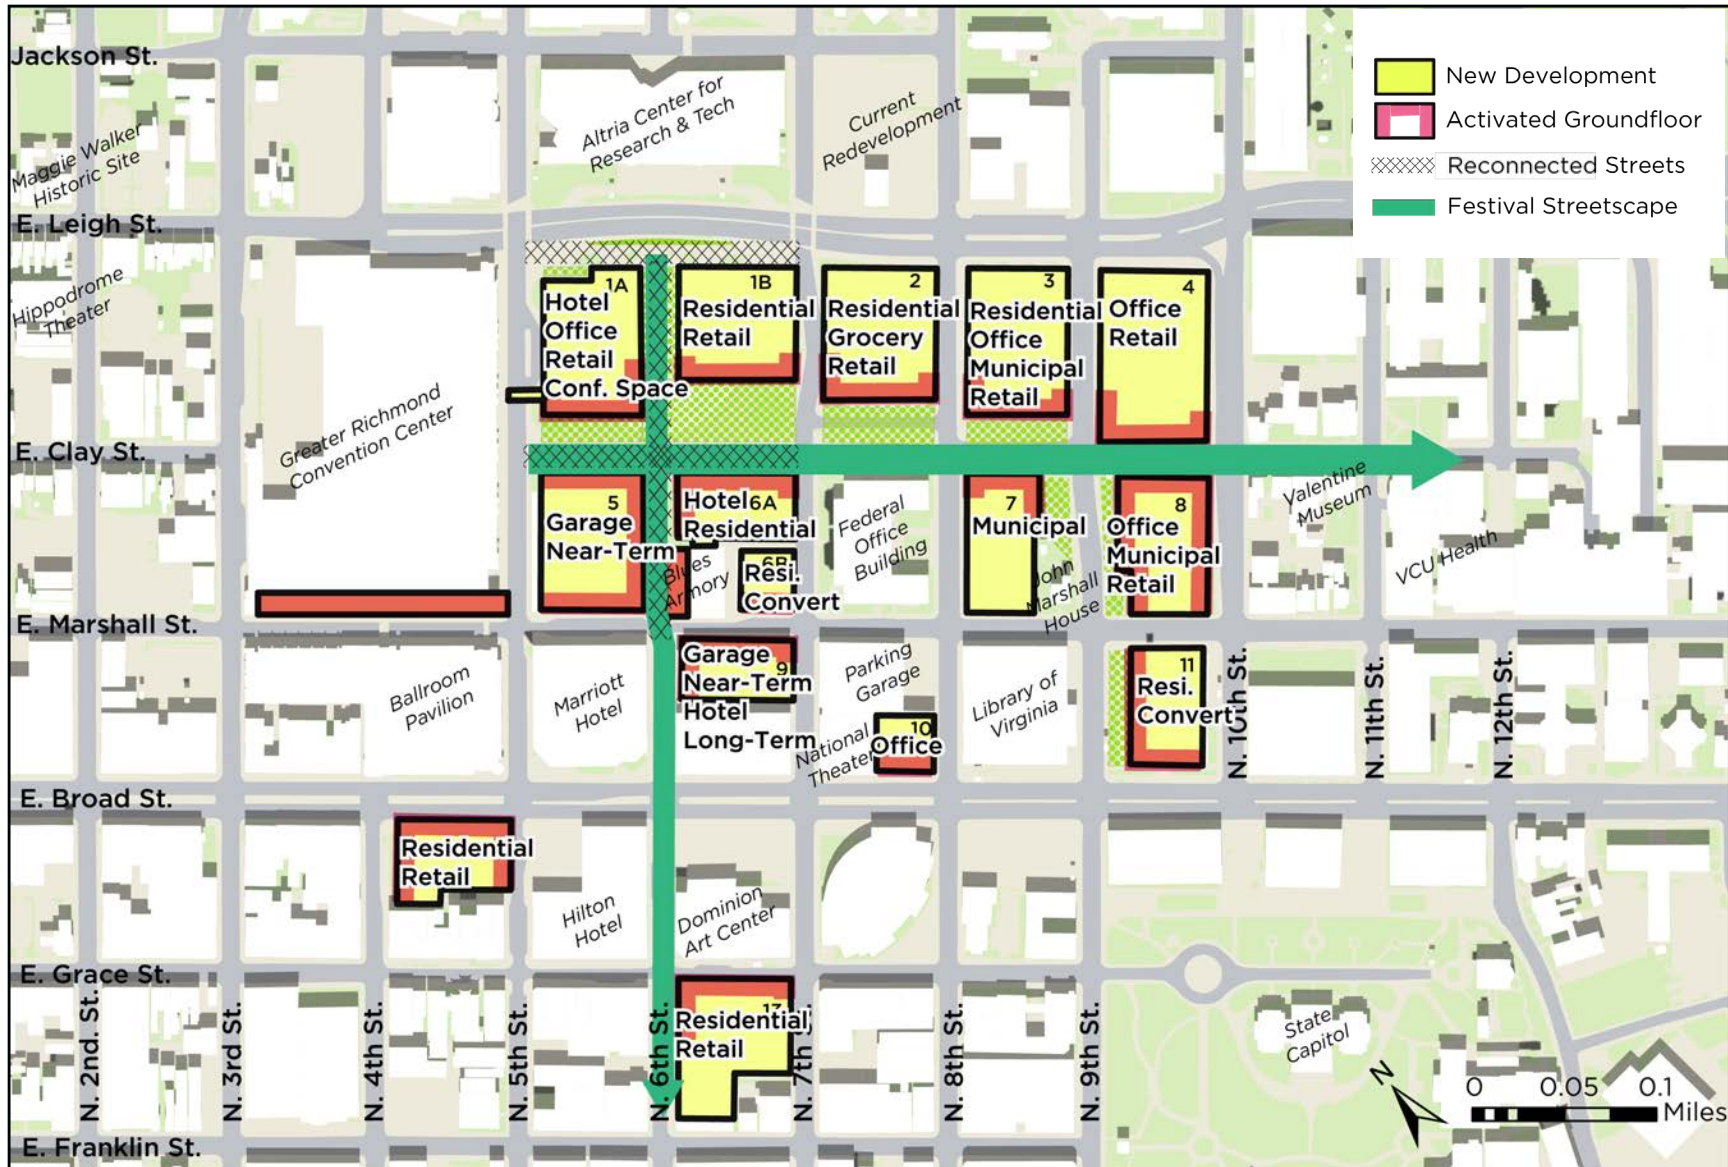 Jackson St.
New Development
Activated Groundfloor
Reconnected Streets
Festival Streetscape
Altria Center for
Research & Tech
Current
Redevelopment
Maggie Walker
Historic Site
E. Leigh St.
Hippodrome
Theater
1A
Hotel
Office
Retail
Conf. Space
1B
Residential
Retail
2
Residential
Grocery
Retail
3
Residential
Office
Municipal
Retail
4
Office
Retail
Greater Richmond
Convention Center
E. Clay St.
5
Garage
Near-Term
Hotel 6A
Residential
Blues
Armory
6B
Resi.
Convert
Federal
Office
Building
7
Municipal
John
Marshall
House
8
Office
Municipal
Retail
Valentine
Museum
VCU Health
E. Marshall St.
Ballroom
Pavilion
Marriott
Hotel
Garage
9
Near-Term
Hotel
Long-Term
Parking
Garage
National
Theater
10
Office
Library of
Virginia
11
Resi.
Convert
N. 10th St.
N. 11th St.
N. 12th St.
E. Broad St.
Residential
Retail
Hilton
Hotel
Dominion
Art Center
E. Grace St.
13
Residential
Retail
State
Capitol
N. 2nd. St.
N. 3rd St.
N. 4th St.
N. 5th St.
N. 6th St.
N. 7th St.
N. 8th St.
N. 9th St.
N
0 0.05 0.1
Miles
E. Franklin St.